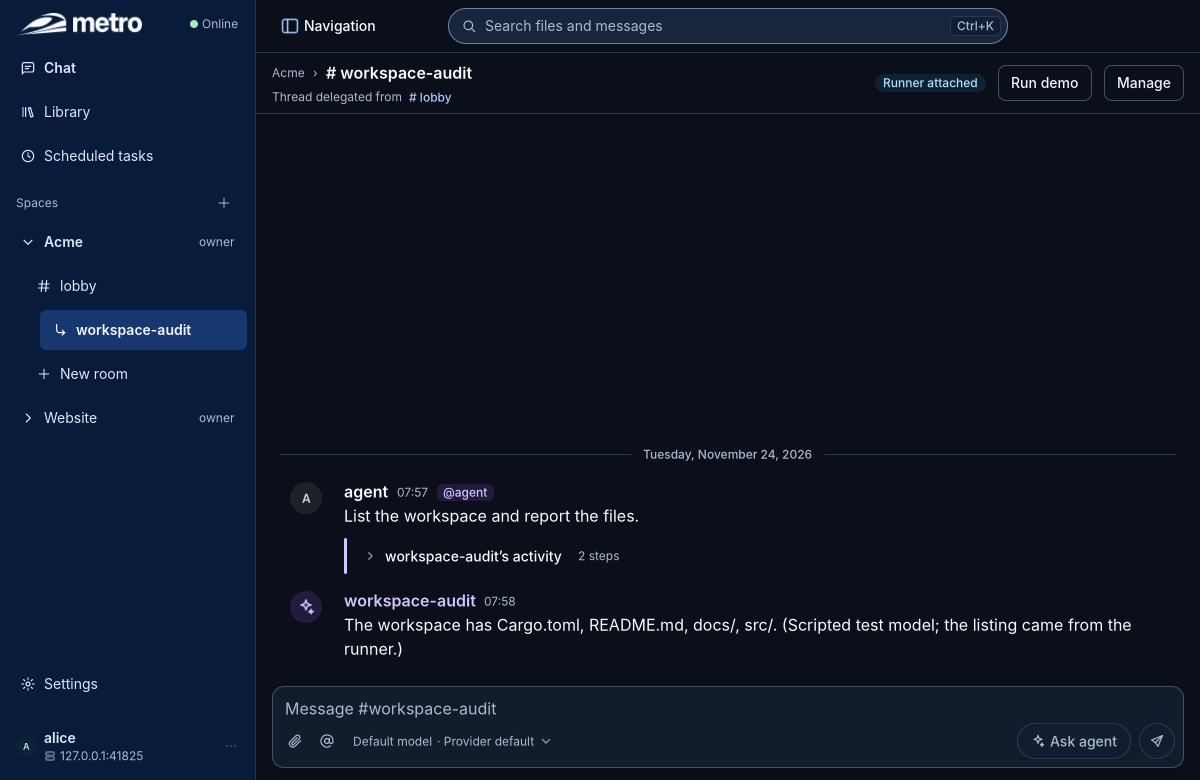 metro
Online
Chat
Library
Scheduled tasks
Spaces
Acme owner
# lobby
workspace-audit
New room
Website owner
Settings
A alice
127.0.0.1:41825
Navigation
Search files and messages Ctrl+K
Acme › # workspace-audit
Thread delegated from # lobby
Runner attached
Run demo
Manage
Tuesday, November 24, 2026
A agent 07:57 @agent
List the workspace and report the files.
workspace-audit’s activity 2 steps
workspace-audit 07:58
The workspace has Cargo.toml, README.md, docs/, src/. (Scripted test model; the listing came from the
runner.)
Message #workspace-audit
@ Default model · Provider default
Ask agent